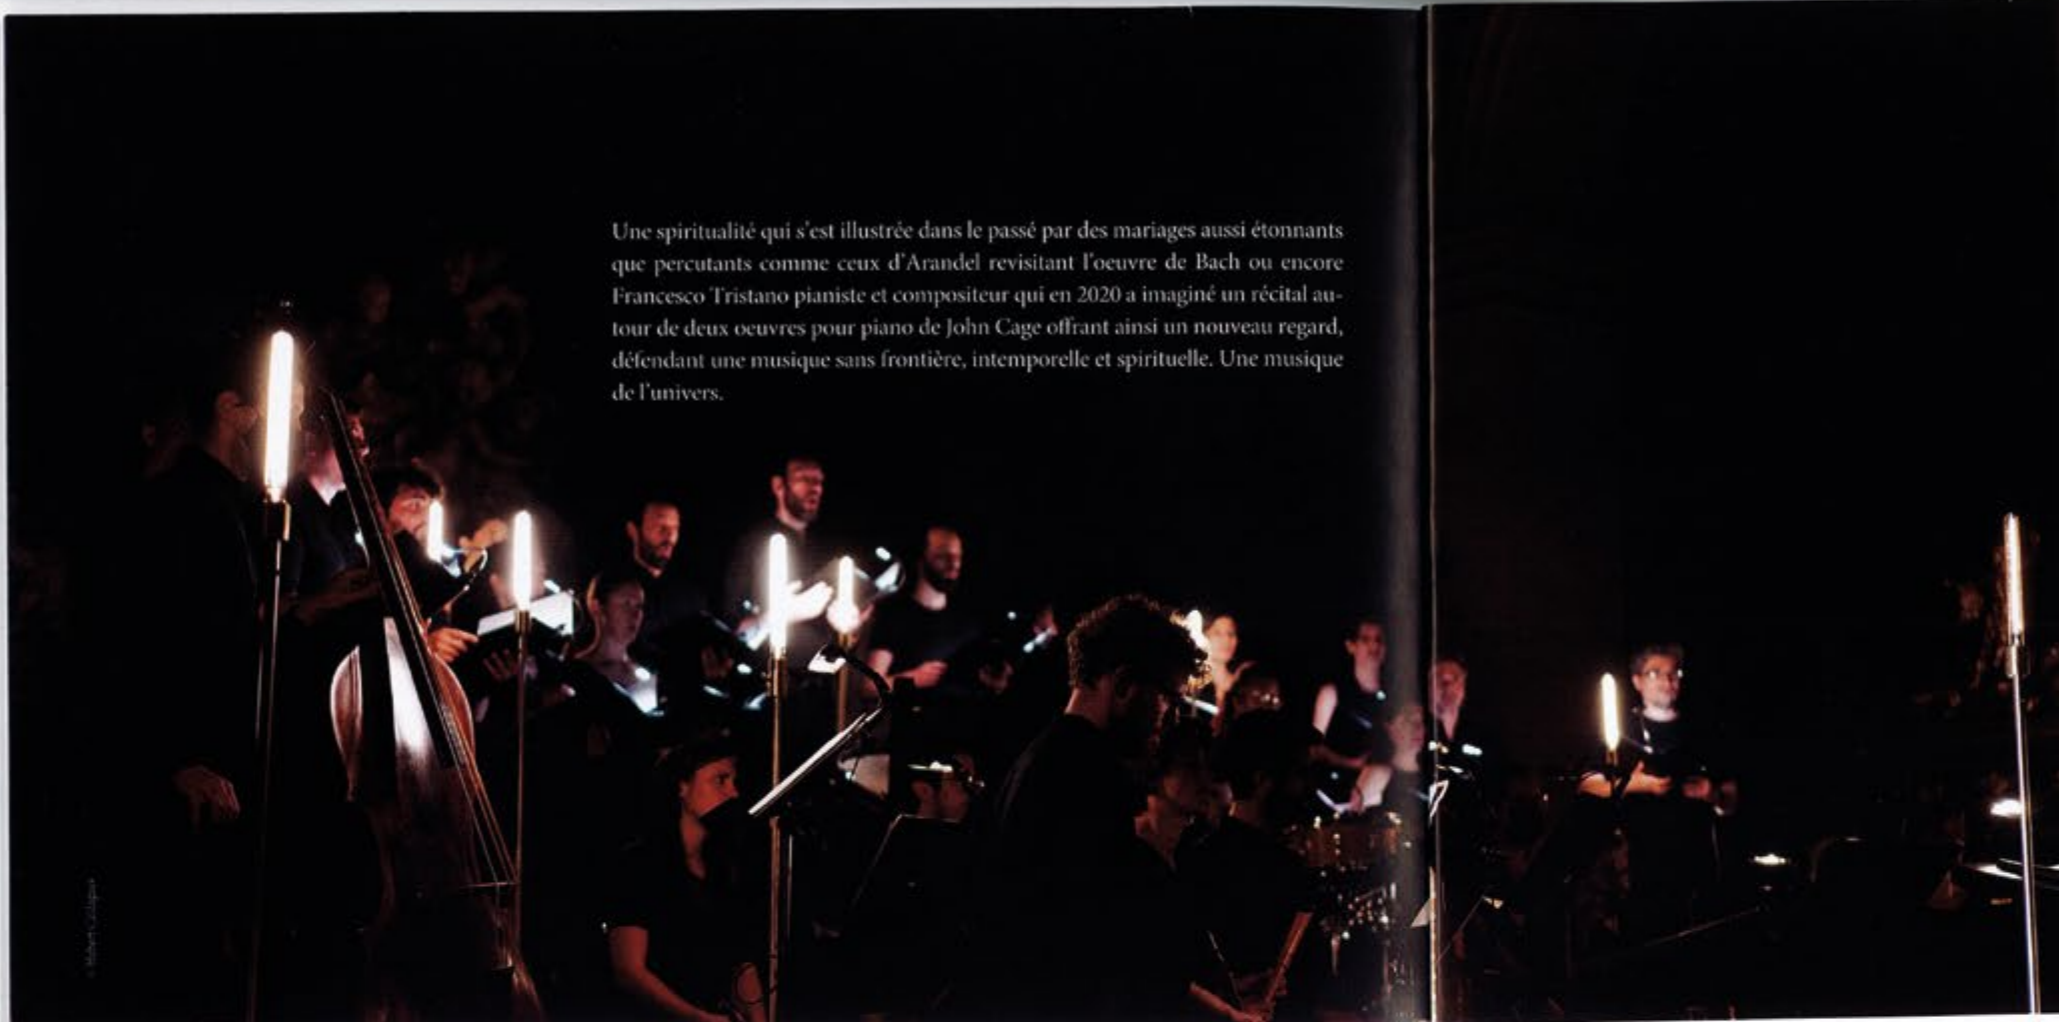 Une spiritualité qui s'est illustrée dans le passé par des mariages aussi étonnants
que percutants comme ceux d'Arandel revisitant l'oeuvre de Bach ou encore
Francesco Tristano pianiste et compositeur qui en 2020 a imaginé un récital au-
tour de deux oeuvres pour piano de John Cage offrant ainsi un nouveau regard,
défendant une musique sans frontière, intemporelle et spirituelle. Une musique
de l'univers.